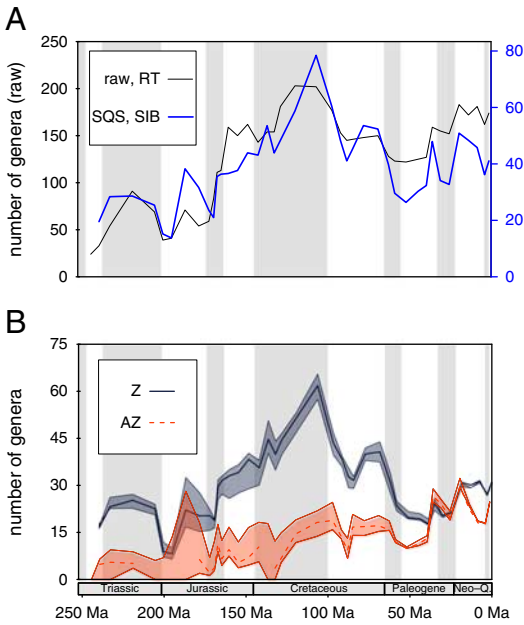 A
250
200
150
100
50
0
number of genera (raw)
raw, RT
SQS, SIB
80
60
40
20
0
B
75
60
45
30
15
0
number of genera
Z
AZ
Triassic
Jurassic
Cretaceous
Paleogene
Neo–Q.
250 Ma
200 Ma
150 Ma
100 Ma
50 Ma
0 Ma